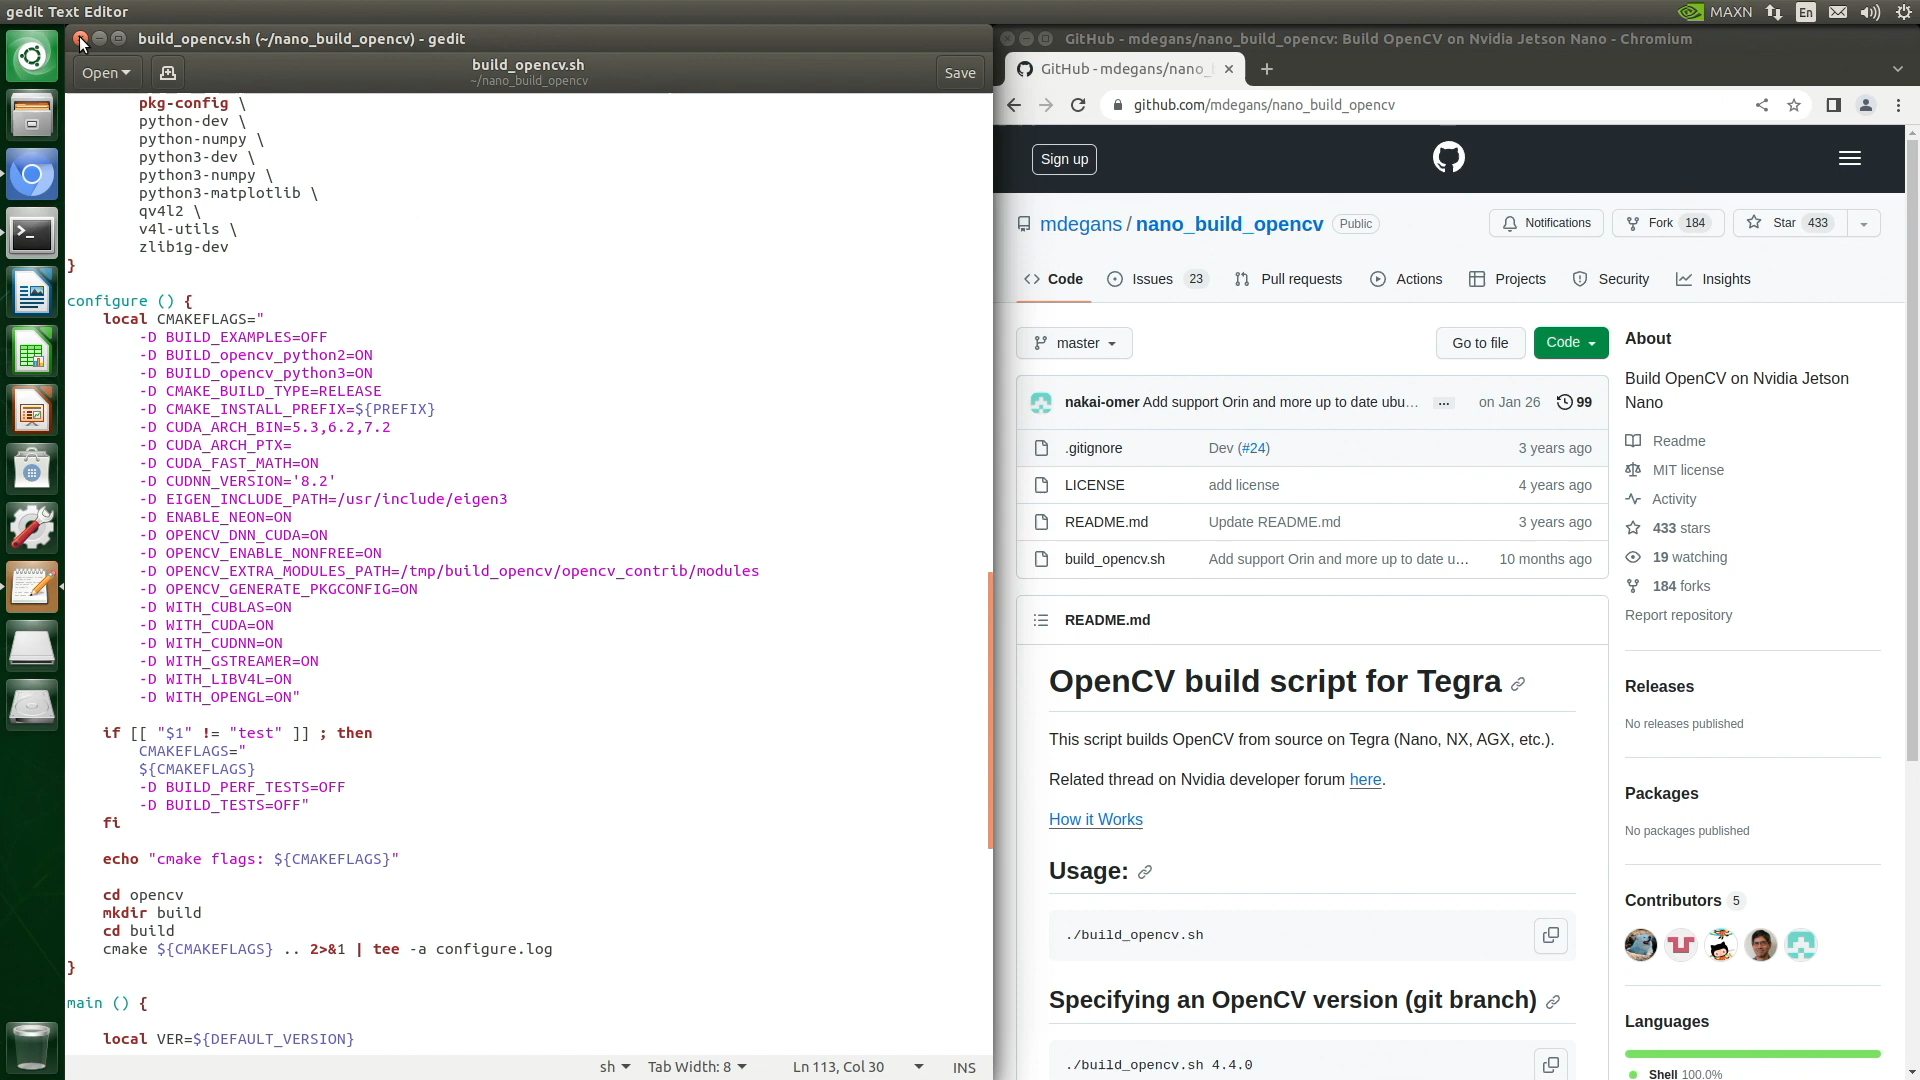 gedit Text Editor
MAXN
En
build_opencv.sh (~/nano_build_opencv) - gedit
Open
build_opencv.sh
~/nano_build_opencv
Save
pkg-config \
python-dev \
python-numpy \
python3-dev \
python3-numpy \
python3-matplotlib \
qv4l2 \
v4l-utils \
zlib1g-dev
}
configure () {
local CMAKEFLAGS="
-D BUILD_EXAMPLES=OFF
-D BUILD_opencv_python2=ON
-D BUILD_opencv_python3=ON
-D CMAKE_BUILD_TYPE=RELEASE
-D CMAKE_INSTALL_PREFIX=${PREFIX}
-D CUDA_ARCH_BIN=5.3,6.2,7.2
-D CUDA_ARCH_PTX=
-D CUDA_FAST_MATH=ON
-D CUDNN_VERSION='8.2'
-D EIGEN_INCLUDE_PATH=/usr/include/eigen3
-D ENABLE_NEON=ON
-D OPENCV_DNN_CUDA=ON
-D OPENCV_ENABLE_NONFREE=ON
-D OPENCV_EXTRA_MODULES_PATH=/tmp/build_opencv/opencv_contrib/modules
-D OPENCV_GENERATE_PKGCONFIG=ON
-D WITH_CUBLAS=ON
-D WITH_CUDA=ON
-D WITH_CUDNN=ON
-D WITH_GSTREAMER=ON
-D WITH_LIBV4L=ON
-D WITH_OPENGL=ON"
if [[ "$1" != "test" ]] ; then
CMAKEFLAGS="
${CMAKEFLAGS}
-D BUILD_PERF_TESTS=OFF
-D BUILD_TESTS=OFF"
fi
echo "cmake flags: ${CMAKEFLAGS}"
cd opencv
mkdir build
cd build
cmake ${CMAKEFLAGS} .. 2>&1 | tee -a configure.log
}
main () {
local VER=${DEFAULT_VERSION}
sh
Tab Width: 8
Ln 113, Col 30
INS
GitHub - mdegans/nano_build_opencv: Build OpenCV on Nvidia Jetson Nano - Chromium
GitHub - mdegans/nano_
github.com/mdegans/nano_build_opencv
Sign up
mdegans / nano_build_opencv
Public
Notifications
Fork 184
Star 433
Code
Issues 23
Pull requests
Actions
Projects
Security
Insights
master
Go to file
Code
nakai-omer Add support Orin and more up to date ubu…
...
on Jan 26
99
.gitignore
Dev (#24)
3 years ago
LICENSE
add license
4 years ago
README.md
Update README.md
3 years ago
build_opencv.sh
Add support Orin and more up to date u…
10 months ago
README.md
OpenCV build script for Tegra
This script builds OpenCV from source on Tegra (Nano, NX, AGX, etc.).
Related thread on Nvidia developer forum here.
How it Works
Usage:
./build_opencv.sh
Specifying an OpenCV version (git branch)
./build_opencv.sh 4.4.0
About
Build OpenCV on Nvidia Jetson
Nano
Readme
MIT license
Activity
433 stars
19 watching
184 forks
Report repository
Releases
No releases published
Packages
No packages published
Contributors 5
Languages
Shell 100.0%